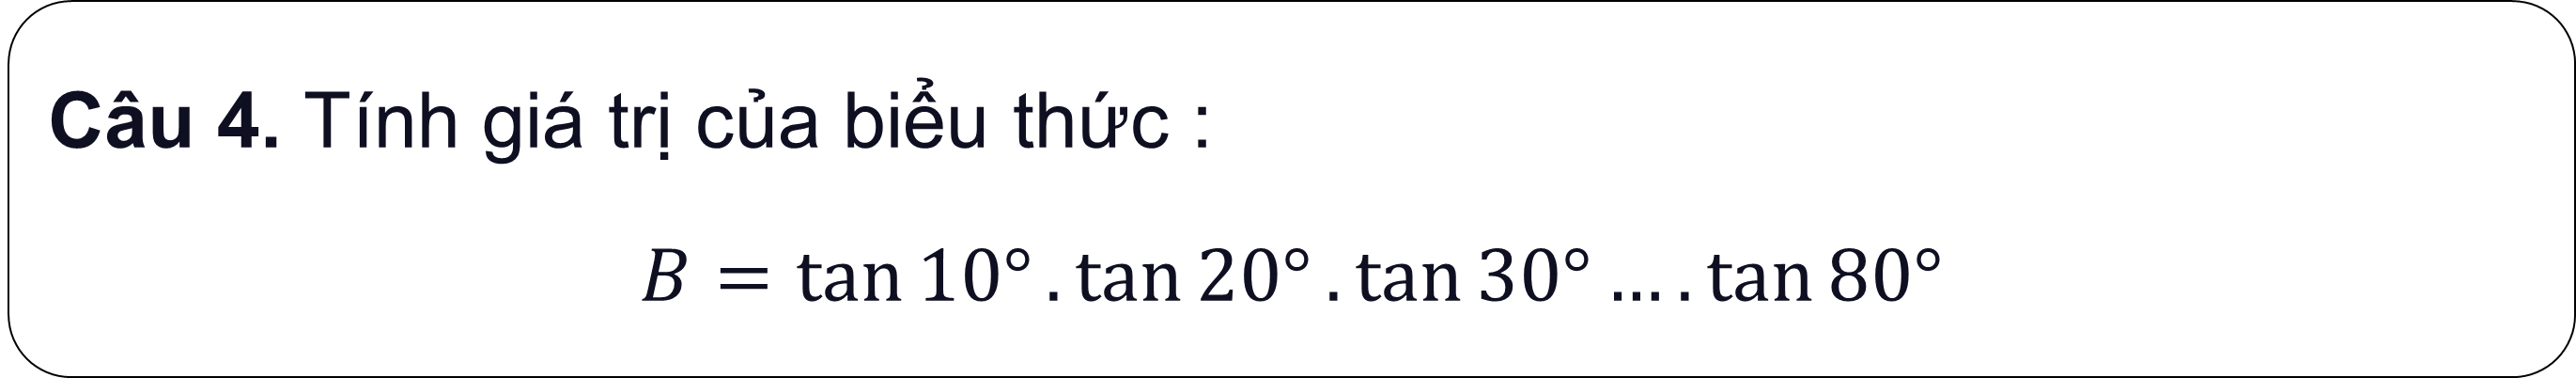 Câu 4. Tính giá trị của biểu thức :
B = tan 10° . tan 20° . tan 30° ... . tan 80°